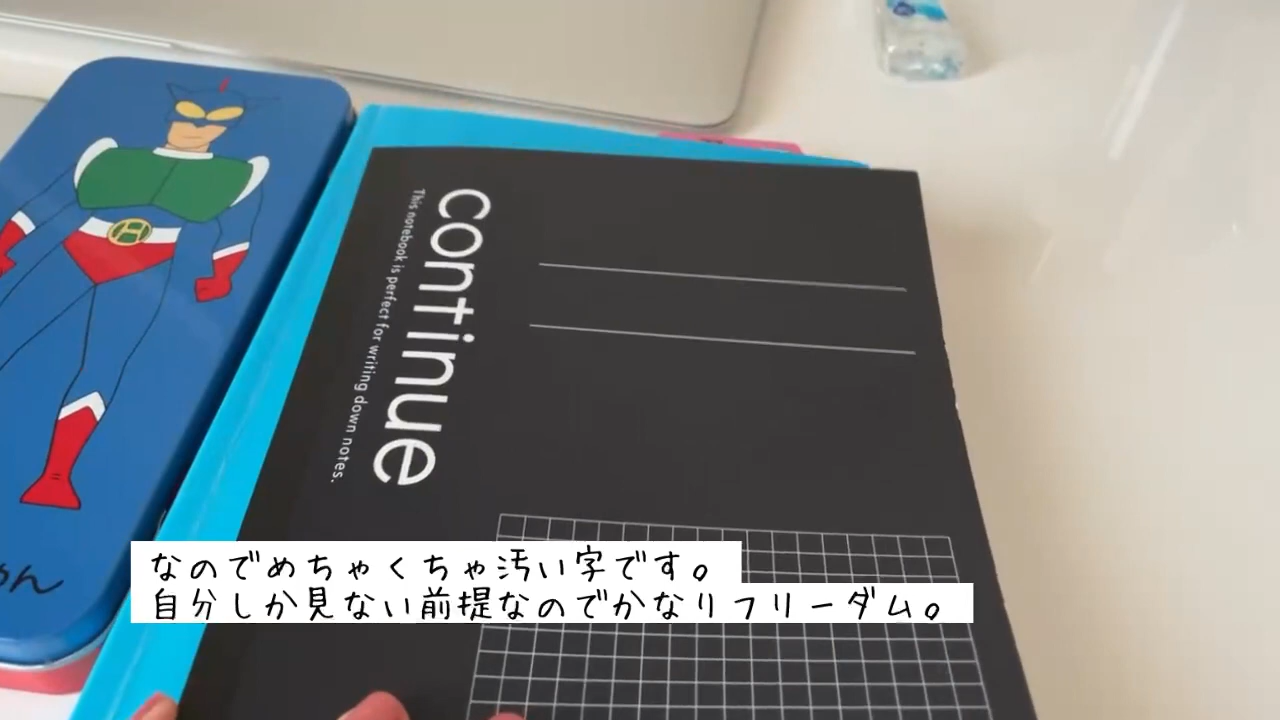 continue
This notebook is perfect for writing down notes.
ゃん
なのでめちゃくちゃ汚い字です。
自分しか見ない前提なのでかなりフリーダム。